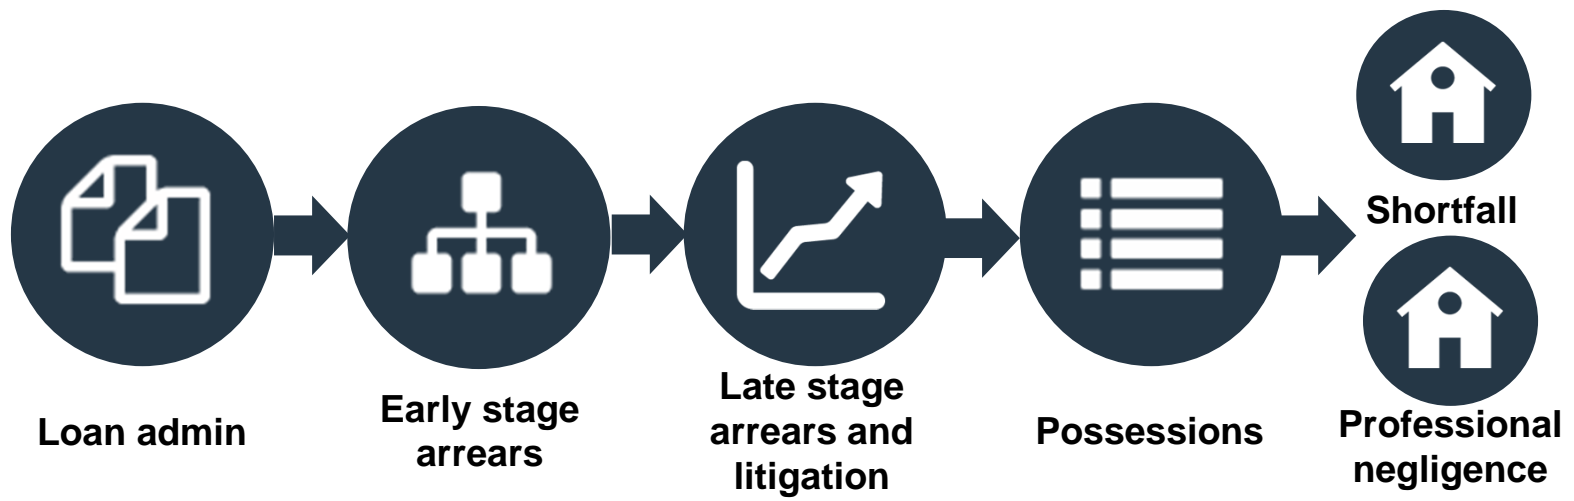 Loan admin
Early stage
arrears
Late stage
arrears and
litigation
Possessions
Shortfall
Professional
negligence